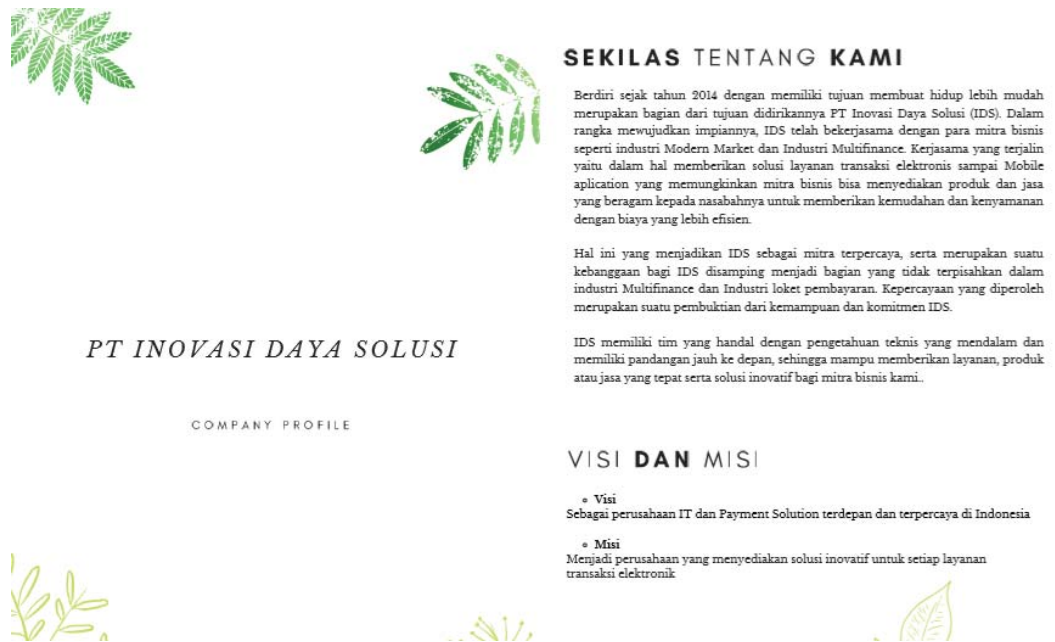 PT INOVASI DAYA SOLUSI
COMPANY PROFILE
SEKILAS TENTANG KAMI
Berdiri sejak tahun 2014 dengan memiliki tujuan membuat hidup lebih mudah
merupakan bagian dari tujuan didirikannya PT Inovasi Daya Solusi (IDS). Dalam
rangka mewujudkan impiannya, IDS telah bekerjasama dengan para mitra bisnis
seperti industri Modern Market dan Industri Multifinance. Kerjasama yang terjalin
yaitu dalam hal memberikan solusi layanan transaksi elektronis sampai Mobile
aplication yang memungkinkan mitra bisnis bisa menyediakan produk dan jasa
yang beragam kepada nasabahnya untuk memberikan kemudahan dan kenyamanan
dengan biaya yang lebih efisien.
Hal ini yang menjadikan IDS sebagai mitra terpercaya, serta merupakan suatu
kebanggaan bagi IDS disamping menjadi bagian yang tidak terpisahkan dalam
industri Multifinance dan Industri loket pembayaran. Kepercayaan yang diperoleh
merupakan suatu pembuktian dari kemampuan dan komitmen IDS.
IDS memiliki tim yang handal dengan pengetahuan teknis yang mendalam dan
memiliki pandangan jauh ke depan, sehingga mampu memberikan layanan, produk
atau jasa yang tepat serta solusi inovatif bagi mitra bisnis kami..
VISI DAN MISI
• Visi
Sebagai perusahaan IT dan Payment Solution terdepan dan terpercaya di Indonesia
• Misi
Menjadi perusahaan yang menyediakan solusi inovatif untuk setiap layanan
transaksi elektronik